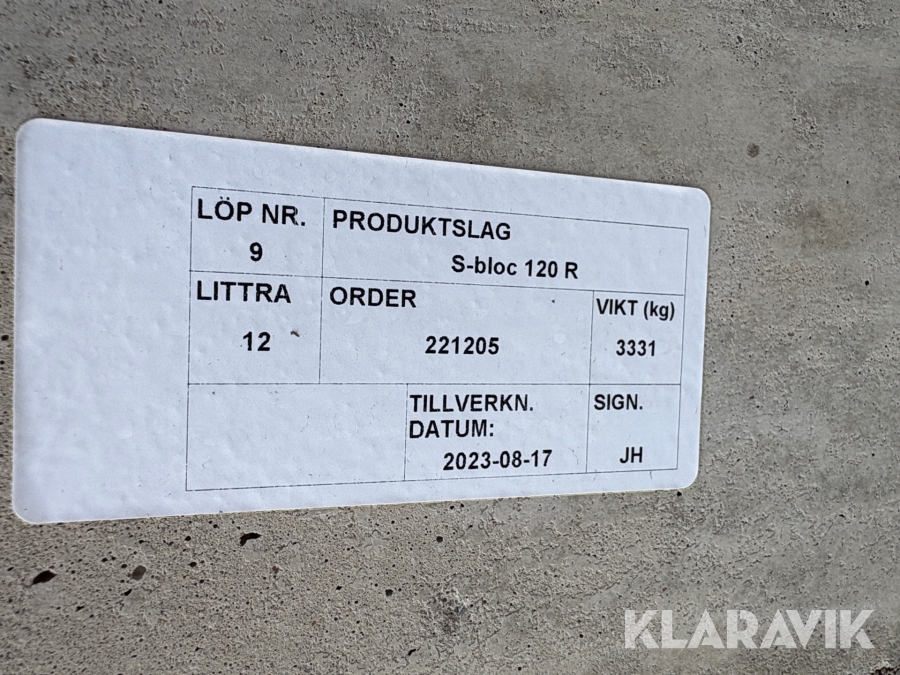 LÖP NR.
9
PRODUKTSLAG
S-bloc 120 R
LITTRA
12
ORDER
221205
VIKT (kg)
3331
TILLVERKN.
DATUM:
2023-08-17
SIGN.
JH
KLARAVIK